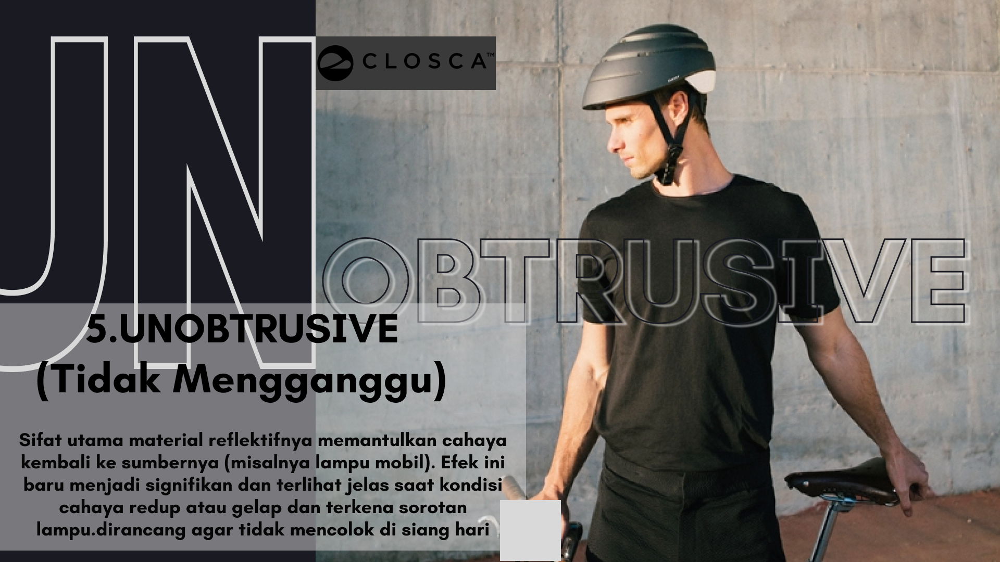 UN
CLOSCA™
OBTRUSIVE
5.UNOBTRUSIVE
(Tidak Mengganggu)
Sifat utama material reflektifnya memantulkan cahaya
kembali ke sumbernya (misalnya lampu mobil). Efek ini
baru menjadi signifikan dan terlihat jelas saat kondisi
cahaya redup atau gelap dan terkena sorotan
lampu.dirancang agar tidak mencolok di siang hari